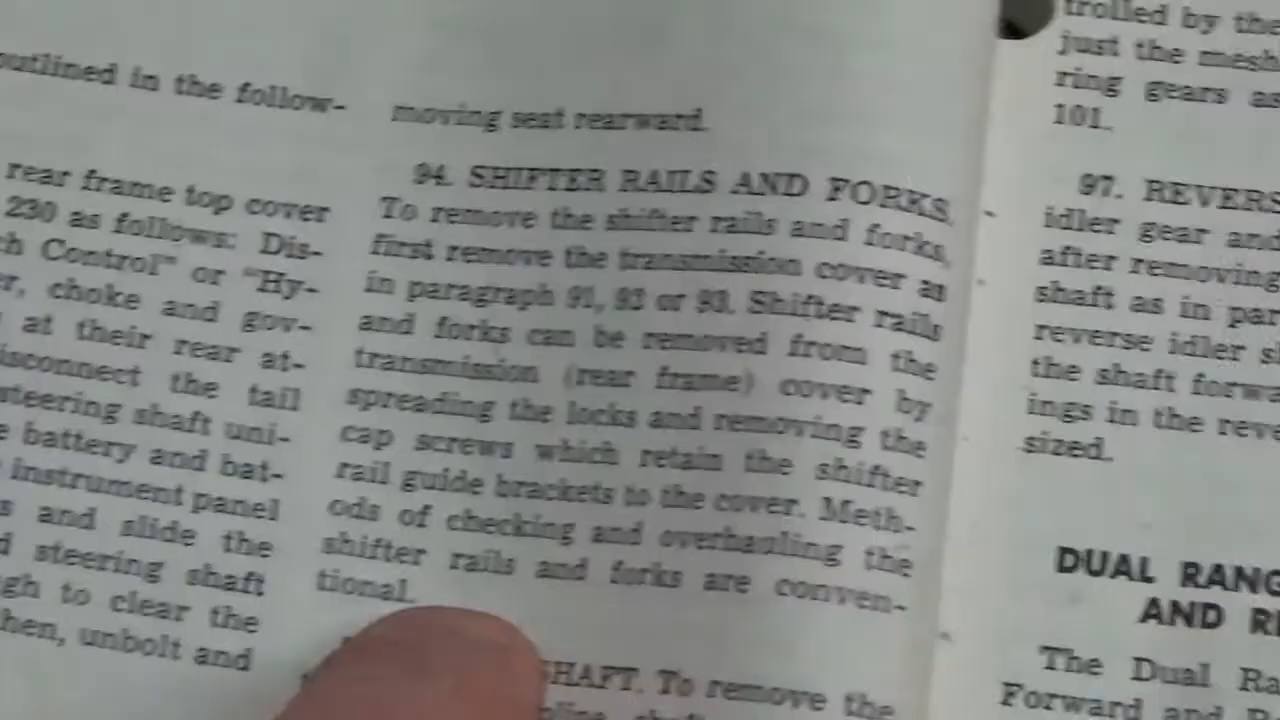 outlined in the follow-
rear frame top cover
230 as follows: Dis-
ch Control" or "Hy-
er, choke and gov-
at their rear at-
isconnect the tail
steering shaft uni-
e battery and bat-
instrument panel
s and slide the
d steering shaft
gh to clear the
hen, unbolt and
moving seat rearward.
94. SHIFTER RAILS AND FORKS.
To remove the shifter rails and forks,
first remove the transmission cover as
in paragraph 91, 92 or 93. Shifter rails
and forks can be removed from the
transmission (rear frame) cover by
spreading the locks and removing the
cap screws which retain the shifter
rail guide brackets to the cover. Meth-
ods of checking and overhauling the
shifter rails and forks are conven-
tional.
SHAFT. To remove the
trolled by the
just the mesh
ring gears as
101.
97. REVERS
idler gear and
after removing
shaft as in par
reverse idler s
the shaft forwa
ings in the reve
sized.
DUAL RANG
AND R
The Dual Ra
Forward and R